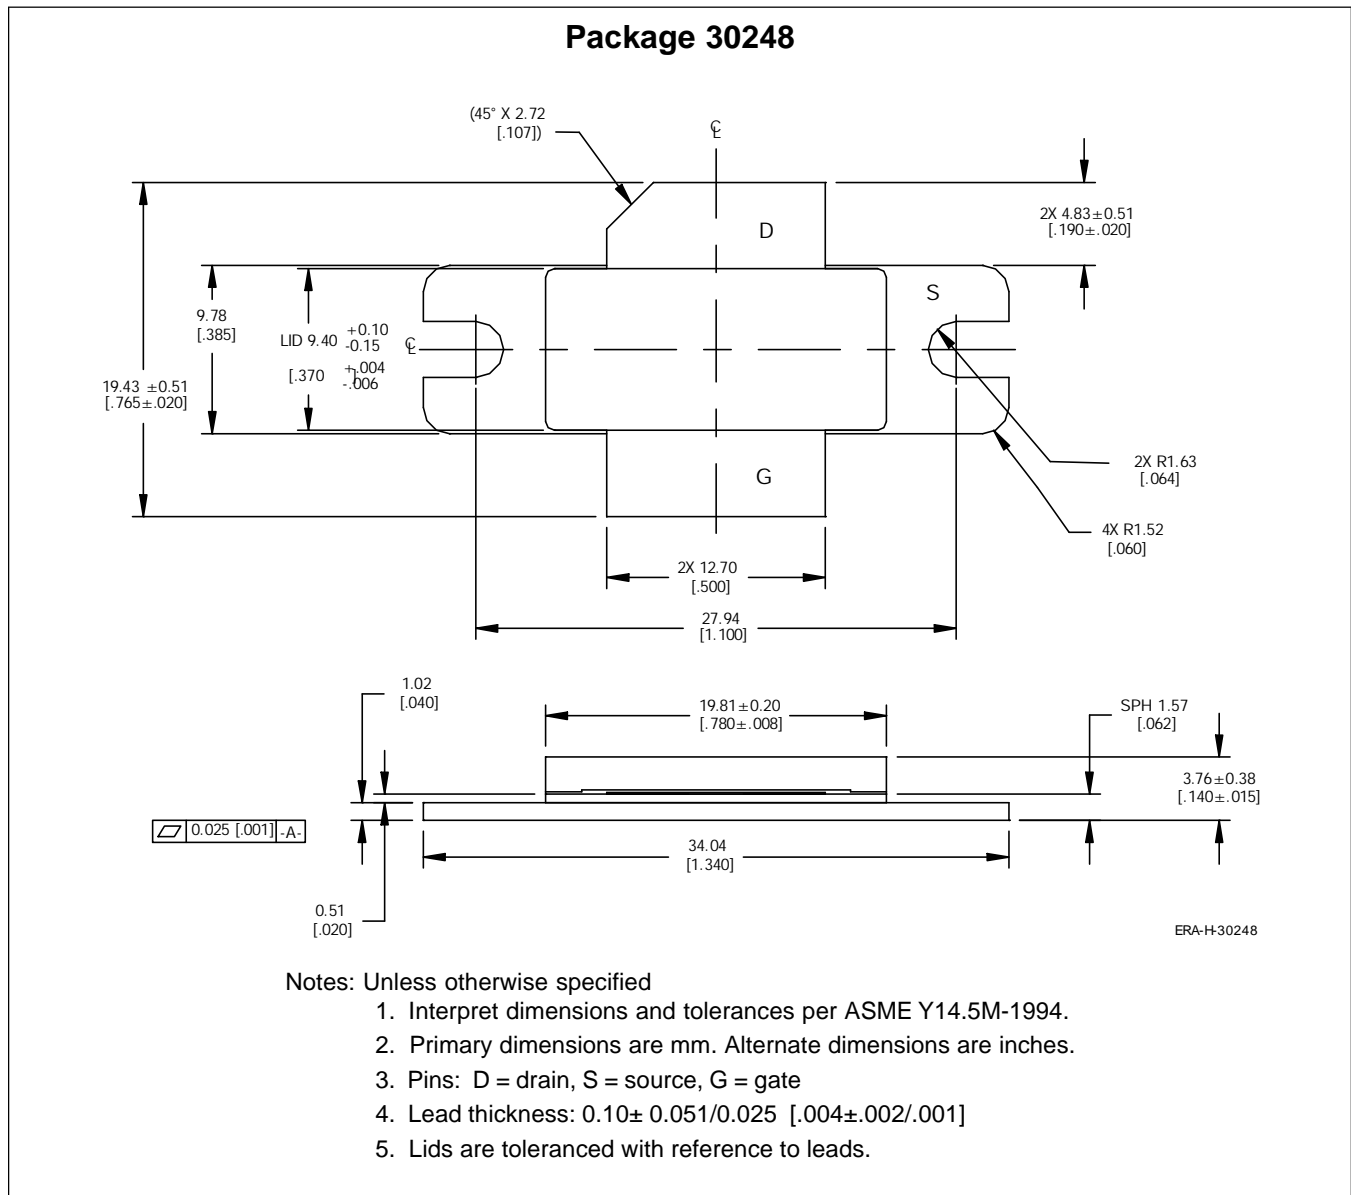 Package 30248
(45° X 2.72
[.107])
℄
2X 4.83±0.51
[.190±.020]
D
S
9.78
[.385]
LID 9.40 +0.10
-0.15
[.370 +.004
-.006
]
℄
19.43 ±0.51
[.765±.020]
2X R1.63
[.064]
G
4X R1.52
[.060]
2X 12.70
[.500]
27.94
[1.100]
1.02
[.040]
19.81±0.20
[.780±.008]
SPH 1.57
[.062]
3.76±0.38
[.140±.015]
0.025 [.001] -A-
34.04
[1.340]
0.51
[.020]
ERA-H-30248
Notes: Unless otherwise specified
1. Interpret dimensions and tolerances per ASME Y14.5M-1994.
2. Primary dimensions are mm. Alternate dimensions are inches.
3. Pins: D = drain, S = source, G = gate
4. Lead thickness: 0.10± 0.051/0.025 [.004±.002/.001]
5. Lids are toleranced with reference to leads.